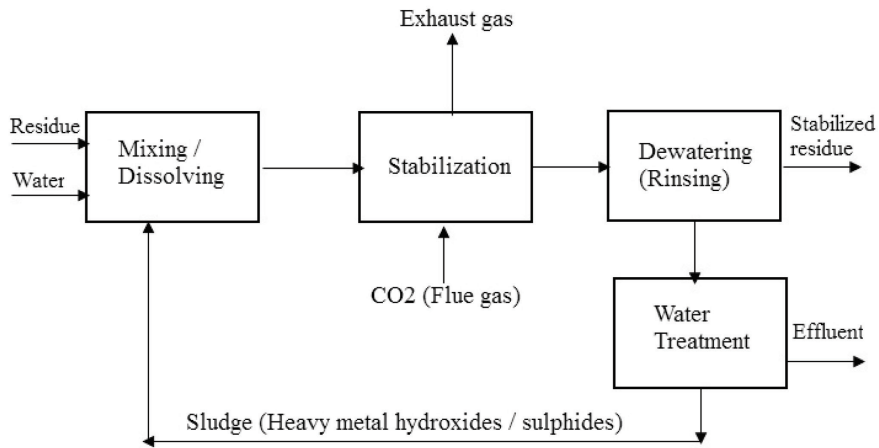 Exhaust gas
Residue
Water
Mixing /
Dissolving
Stabilization
Dewatering
(Rinsing)
Stabilized
residue
CO2 (Flue gas)
Water
Treatment
Effluent
Sludge (Heavy metal hydroxides / sulphides)